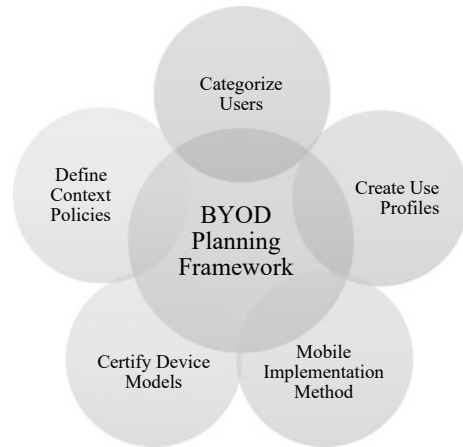 Categorize
Users
Define
Context
Policies
Create Use
Profiles
BYOD
Planning
Framework
Certify Device
Models
Mobile
Implementation
Method